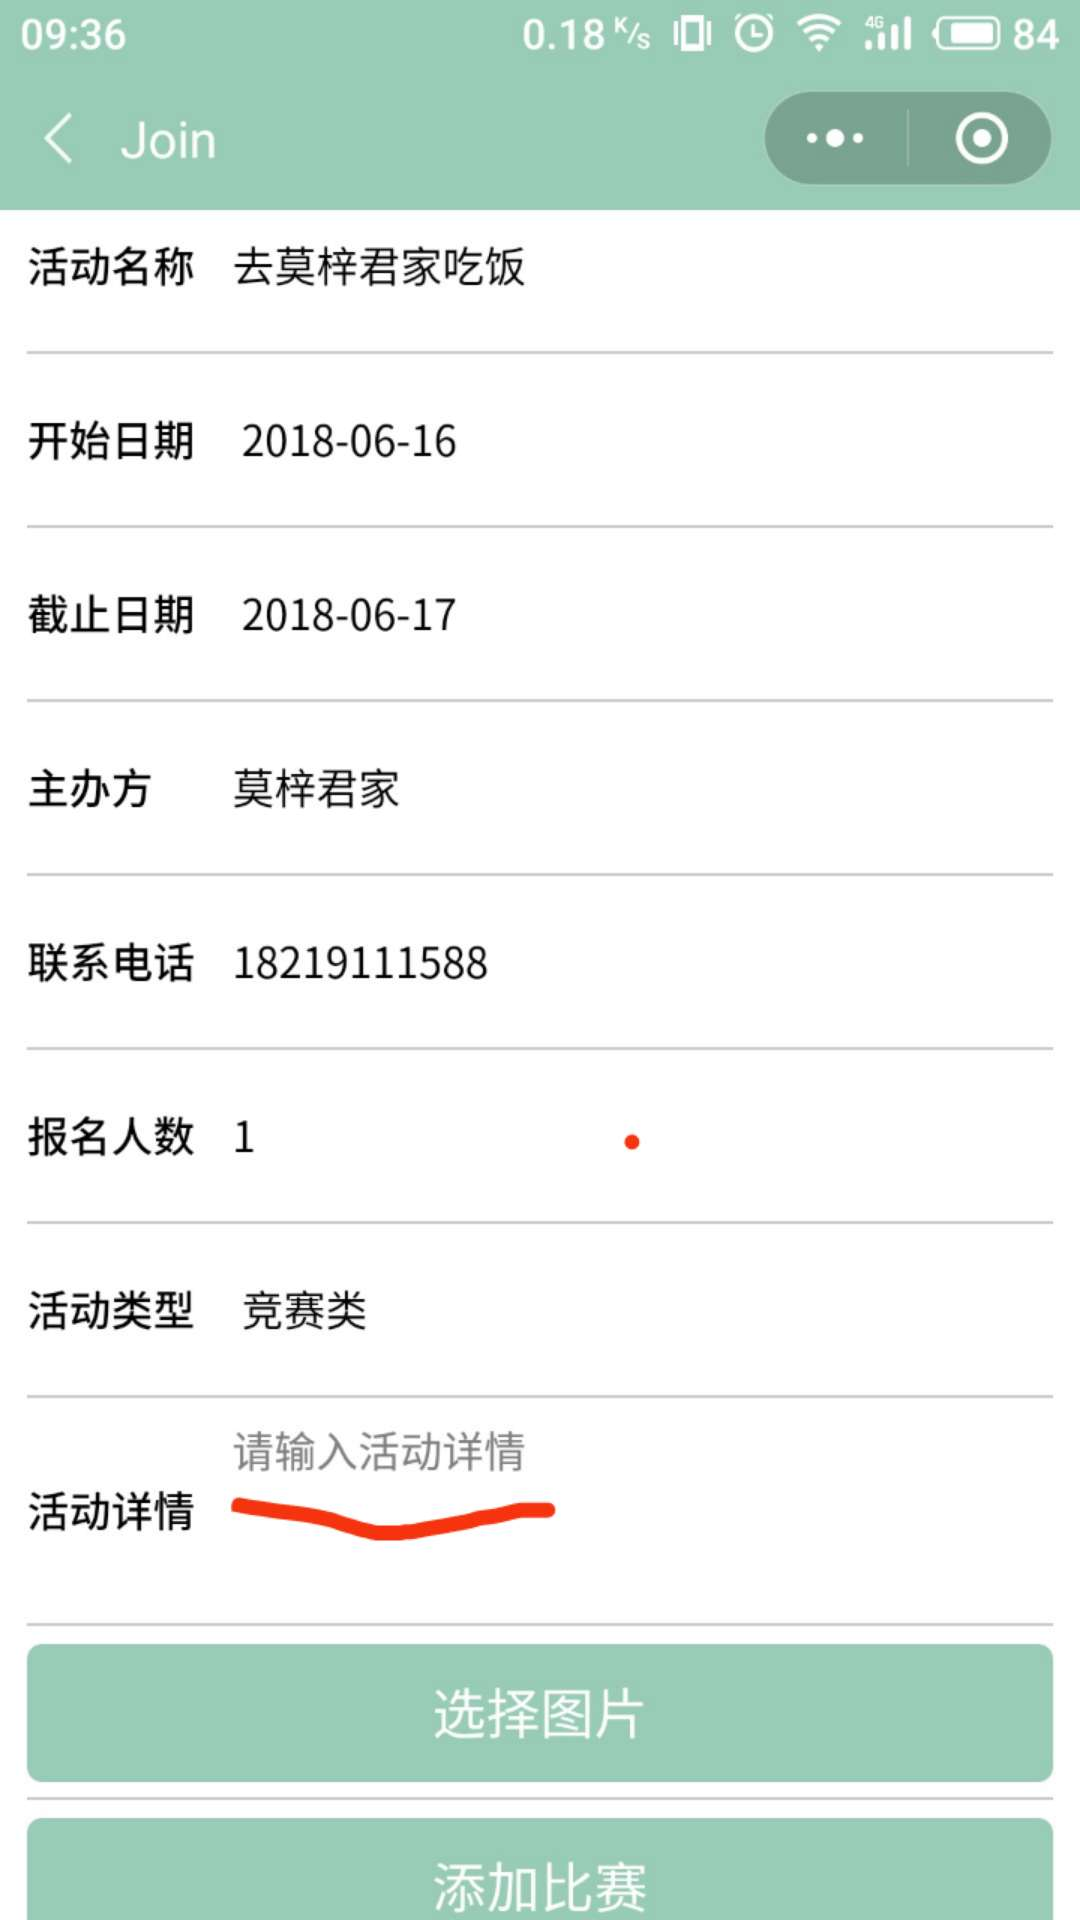 09:36 0.18 K/s 4G 84
Join
活动名称 去莫梓君家吃饭
开始日期 2018-06-16
截止日期 2018-06-17
主办方 莫梓君家
联系电话 18219111588
报名人数 1
活动类型 竞赛类
请输入活动详情
活动详情
选择图片
添加比赛